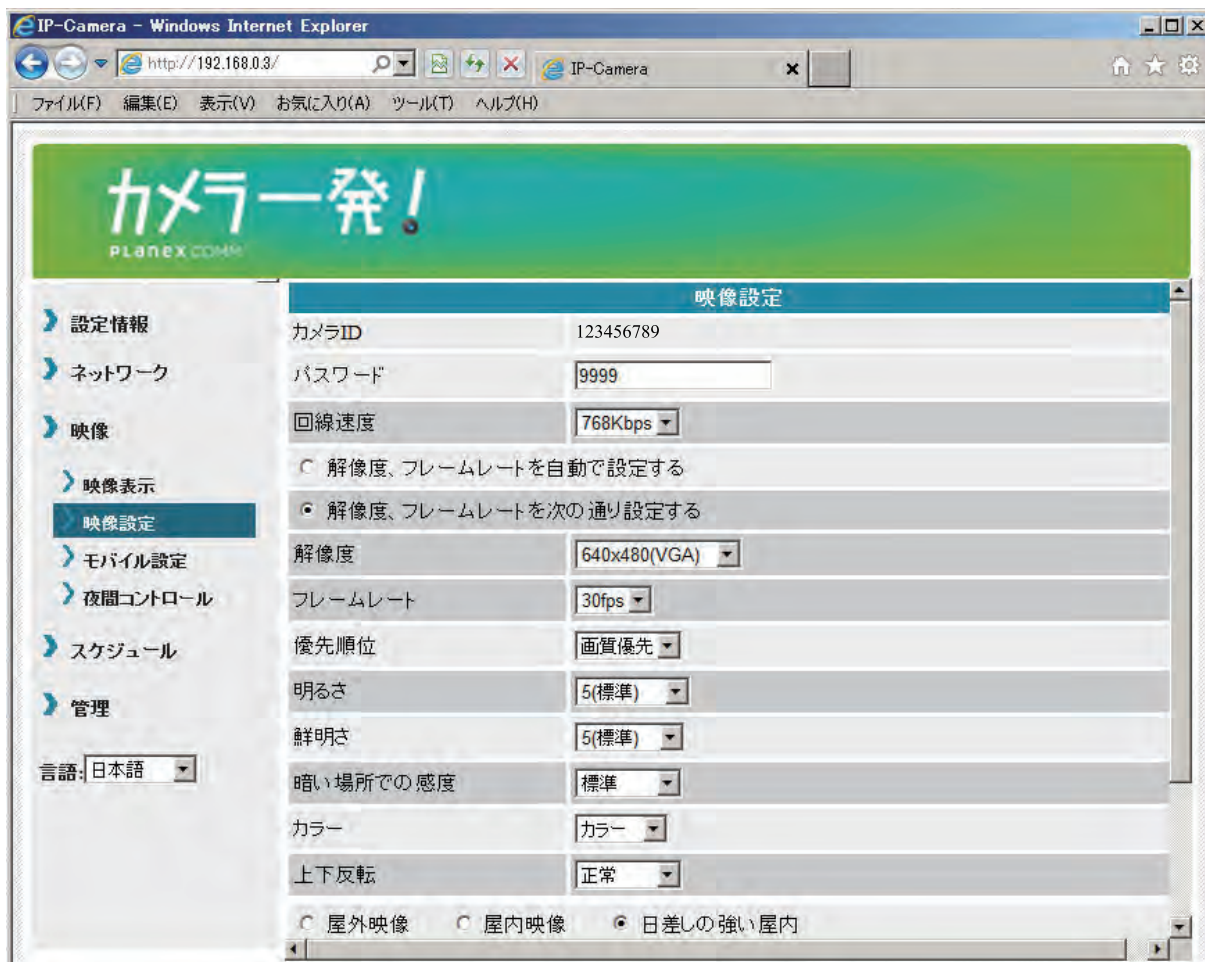 IP-Camera - Windows Internet Explorer
http://192.168.0.3/
IP-Camera
ファイル(F) 編集(E) 表示(V) お気に入り(A) ツール(T) ヘルプ(H)
カメラ一発!
PLANEX COMM
設定情報
ネットワーク
映像
映像表示
映像設定
モバイル設定
夜間コントロール
スケジュール
管理
言語: 日本語
映像設定
カメラID 123456789
パスワード 9999
回線速度 768Kbps
解像度、フレームレートを自動で設定する
解像度、フレームレートを次の通り設定する
解像度 640x480(VGA)
フレームレート 30fps
優先順位 画質優先
明るさ 5(標準)
鮮明さ 5(標準)
暗い場所での感度 標準
カラー カラー
上下反転 正常
屋外映像 屋内映像 日差しの強い屋内